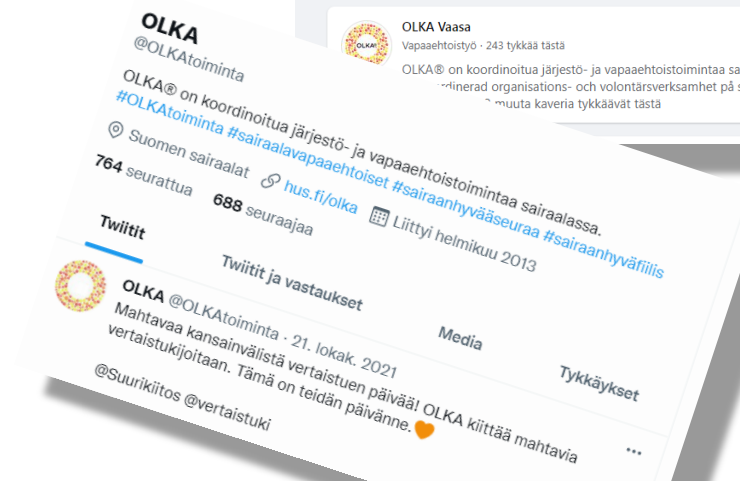 OLKA
@OLKAtoiminta
OLKA® on koordinoitua järjestö- ja vapaaehtoistoimintaa sairaalassa.
#OLKAtoiminta #sairaalavapaaehtoiset #sairaanhyvääseuraa #sairaanhyväfiilis
Suomen sairaalat hus.fi/olka Liittyi helmikuu 2013
764 seurattua 688 seuraajaa
Twiitit Twiitit ja vastaukset Media Tykkäykset
OLKA @OLKAtoiminta · 21. lokak. 2021
Mahtavaa kansainvälistä vertaistuen päivää! OLKA kiittää mahtavia
vertaistukijoitaan. Tämä on teidän päivänne.🧡
@Suurikiitos @vertaistuki
OLKA!
OLKA Vaasa
Vapaaehtoistyö · 243 tykkää tästä
OLKA® on koordinoitua järjestö- ja vapaaehtoistoimintaa
organisations- och volontärsverksamhet på
muuta kaveria tykkäävät tästä